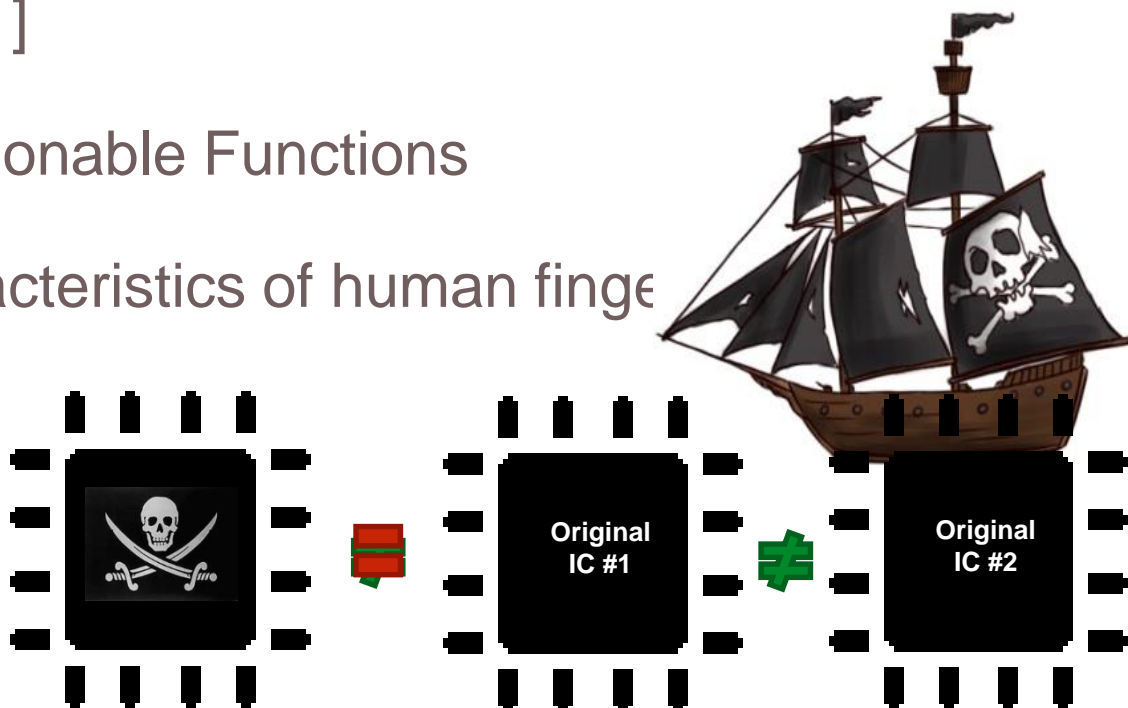 ]
onable Functions
acteristics of human finge
=
≠
Original
IC #1
Original
IC #2